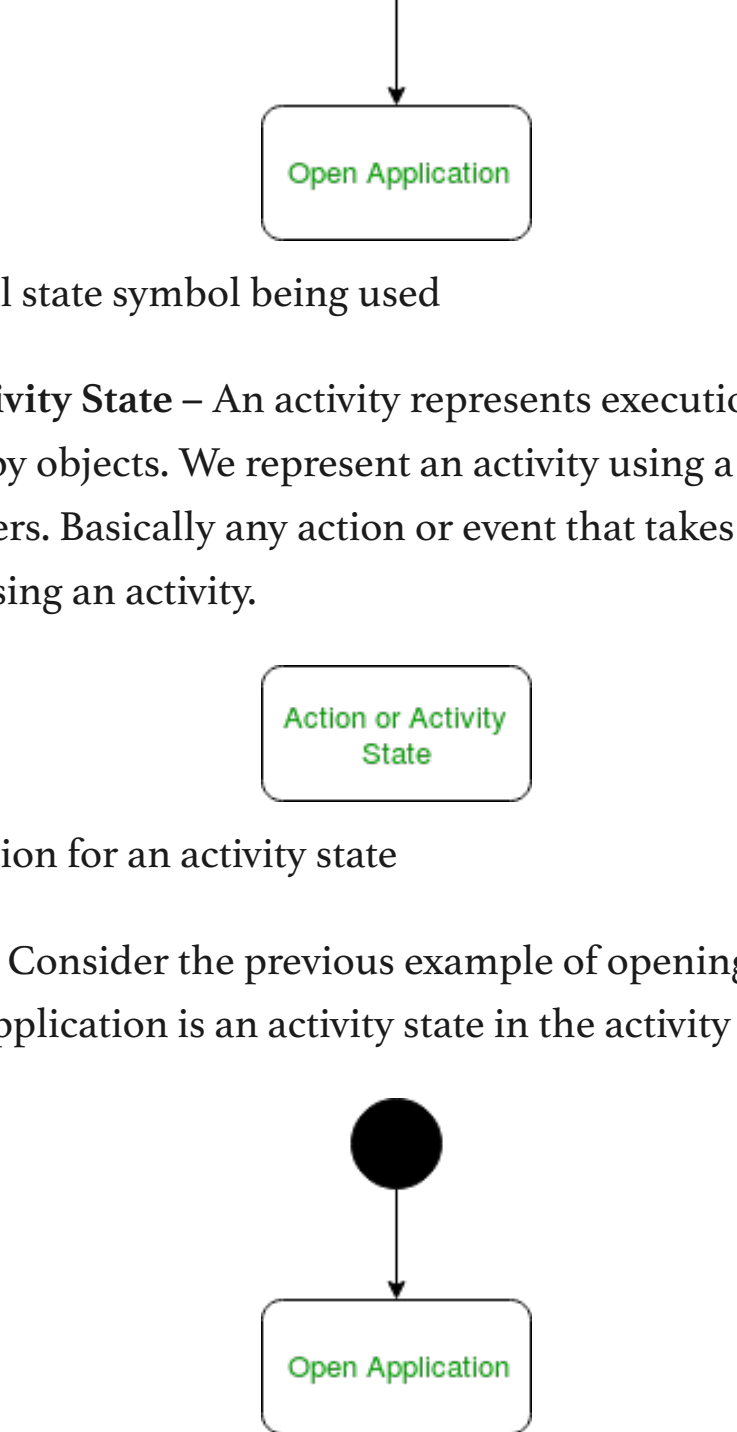 Open Application
l state symbol being used
ivity State – An activity represents executio
by objects. We represent an activity using a
ers. Basically any action or event that takes
sing an activity.
Action or Activity
State
ion for an activity state
Consider the previous example of opening
pplication is an activity state in the activity
Open Application